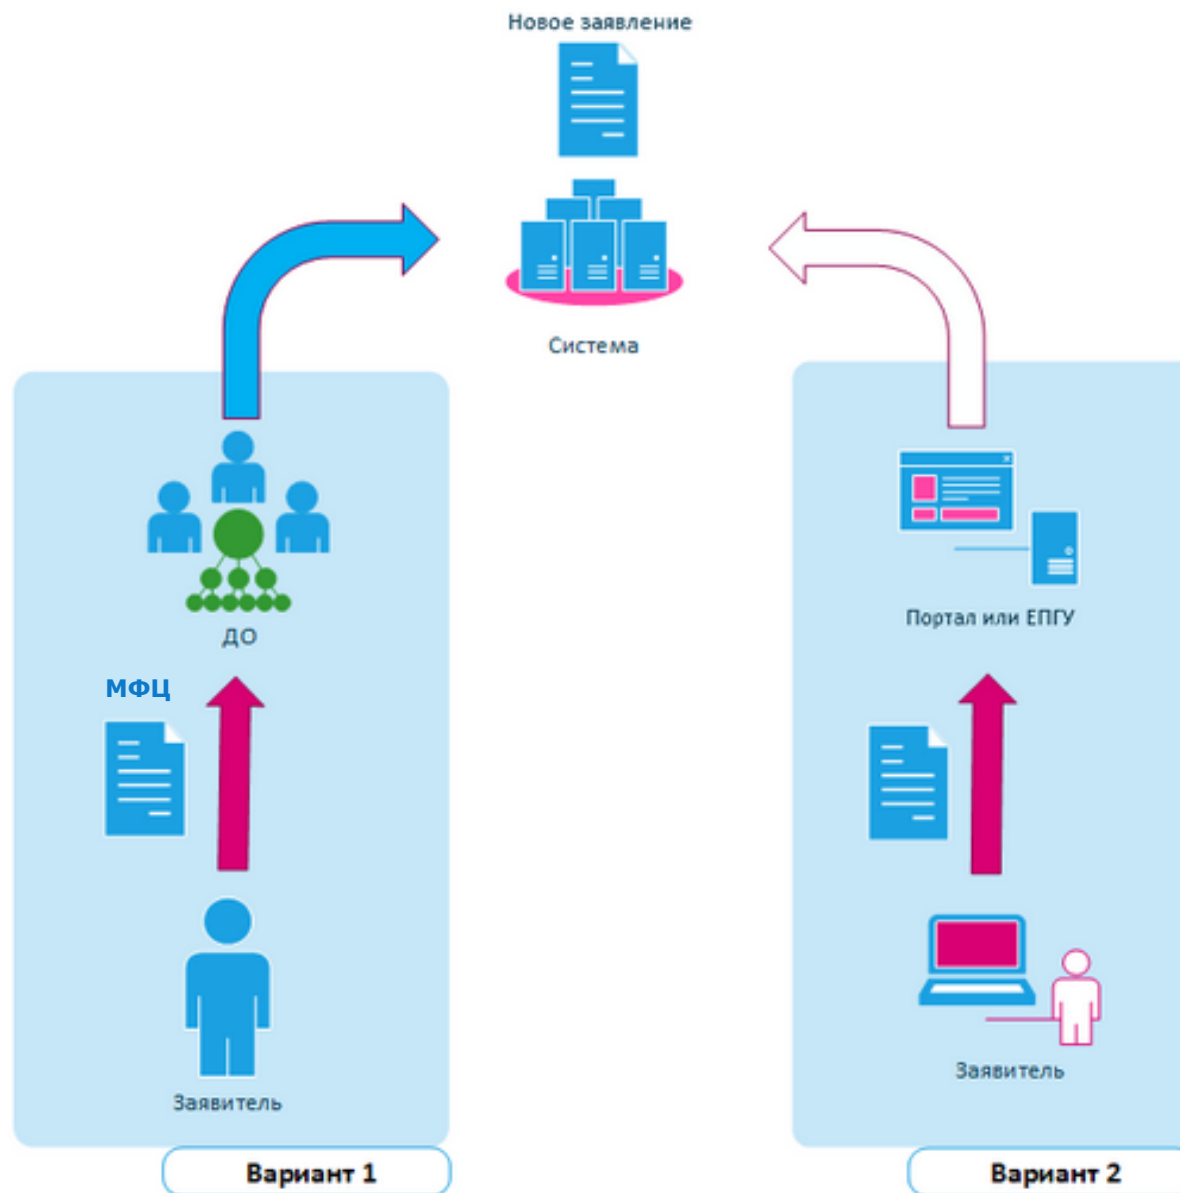 Новое заявление
Система
ДО
МФЦ
Заявитель
Вариант 1
Портал или ЕПГУ
Заявитель
Вариант 2